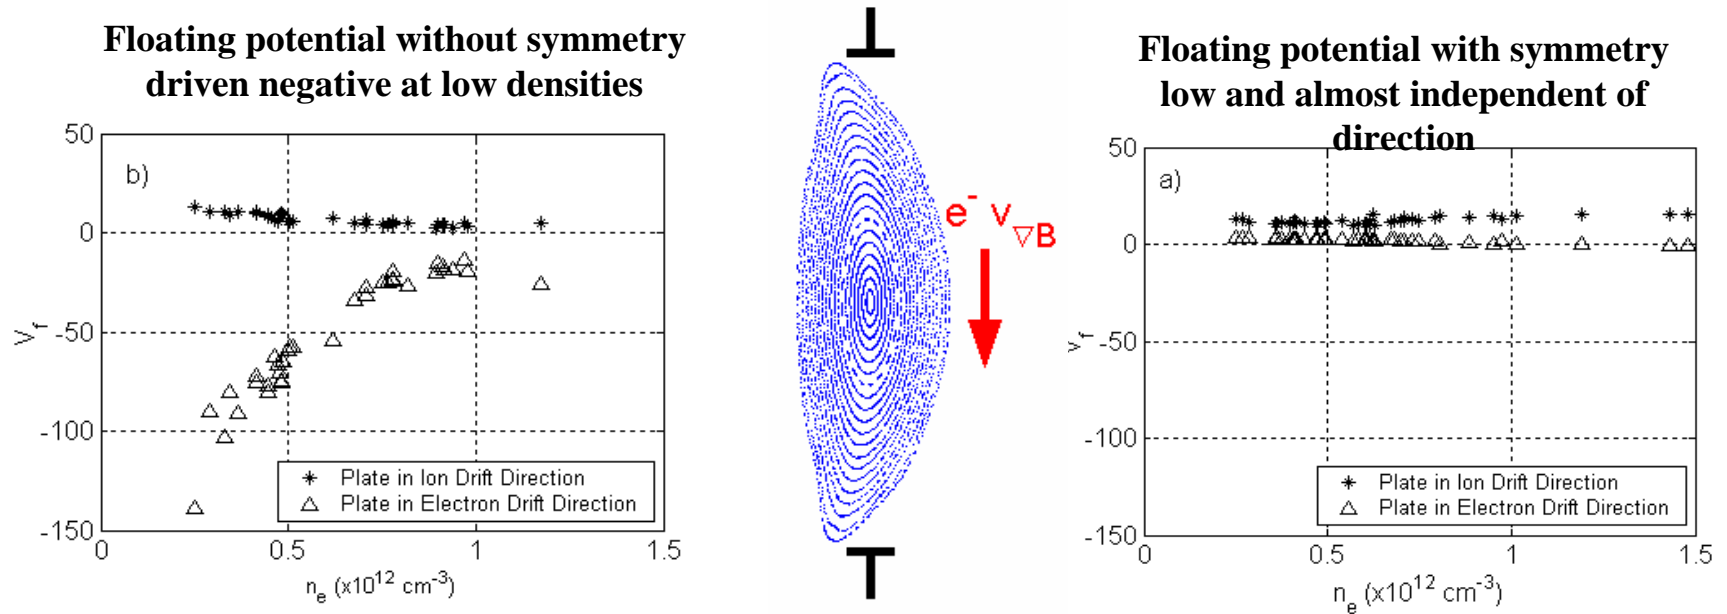 Floating potential without symmetry
driven negative at low densities
50
0
-50
-100
-150
0
0.5
1
1.5
b)
V_f
n_e (x10^12 cm^-3)
Plate in Ion Drift Direction
Plate in Electron Drift Direction
e^- v_∇B
Floating potential with symmetry
low and almost independent of
direction
50
0
-50
-100
-150
0
0.5
1
1.5
a)
v_f
n_e (x10^12 cm^-3)
Plate in Ion Drift Direction
Plate in Electron Drift Direction